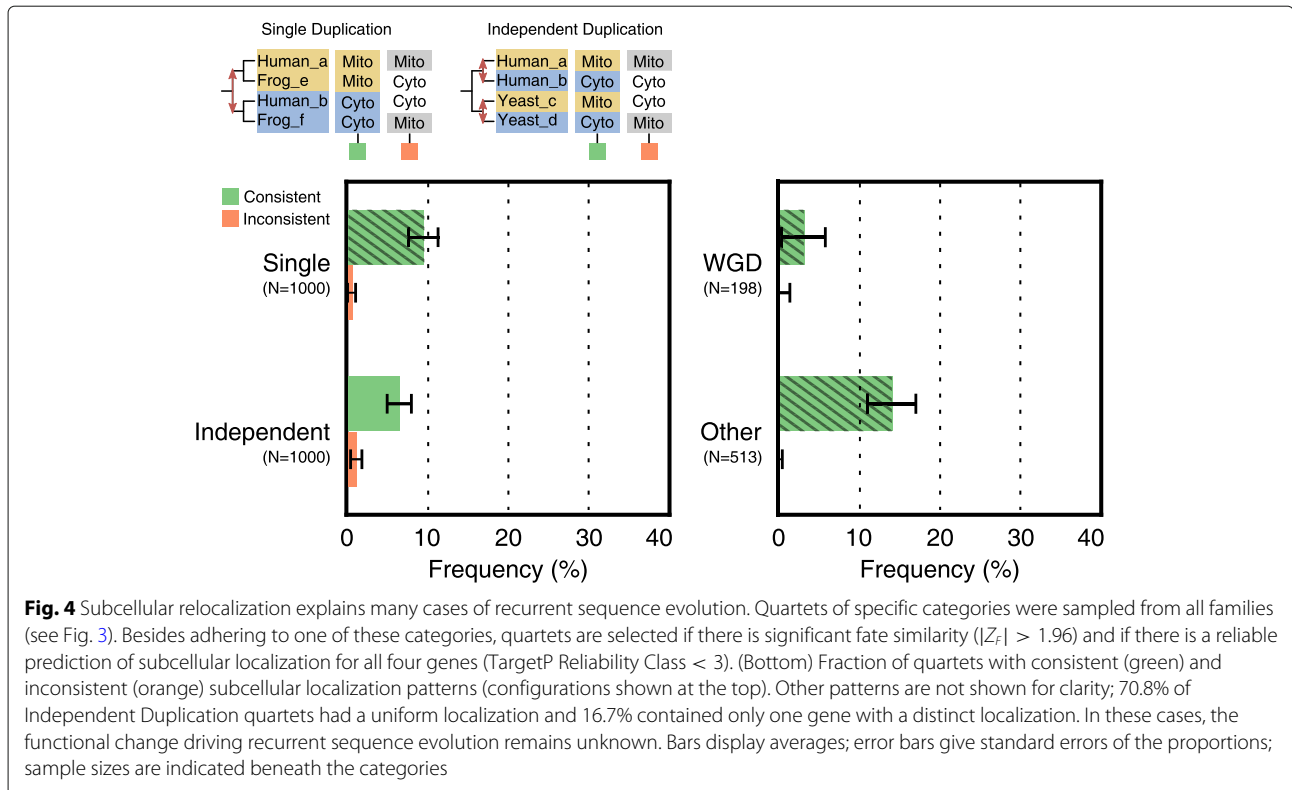 Single Duplication
Independent Duplication
Human_a Mito Mito
Frog_e Mito Cyto
Human_b Cyto Cyto
Frog_f Cyto Mito
Human_a Mito Mito
Human_b Cyto Cyto
Yeast_c Mito Cyto
Yeast_d Cyto Mito
Consistent
Inconsistent
Single
(N=1000)
Independent
(N=1000)
0 10 20 30 40
Frequency (%)
WGD
(N=198)
Other
(N=513)
0 10 20 30 40
Frequency (%)
Fig. 4 Subcellular relocalization explains many cases of recurrent sequence evolution. Quartets of specific categories were sampled from all families
(see Fig. 3). Besides adhering to one of these categories, quartets are selected if there is significant fate similarity (|Z_F| > 1.96) and if there is a reliable
prediction of subcellular localization for all four genes (TargetP Reliability Class < 3). (Bottom) Fraction of quartets with consistent (green) and
inconsistent (orange) subcellular localization patterns (configurations shown at the top). Other patterns are not shown for clarity; 70.8% of
Independent Duplication quartets had a uniform localization and 16.7% contained only one gene with a distinct localization. In these cases, the
functional change driving recurrent sequence evolution remains unknown. Bars display averages; error bars give standard errors of the proportions;
sample sizes are indicated beneath the categories